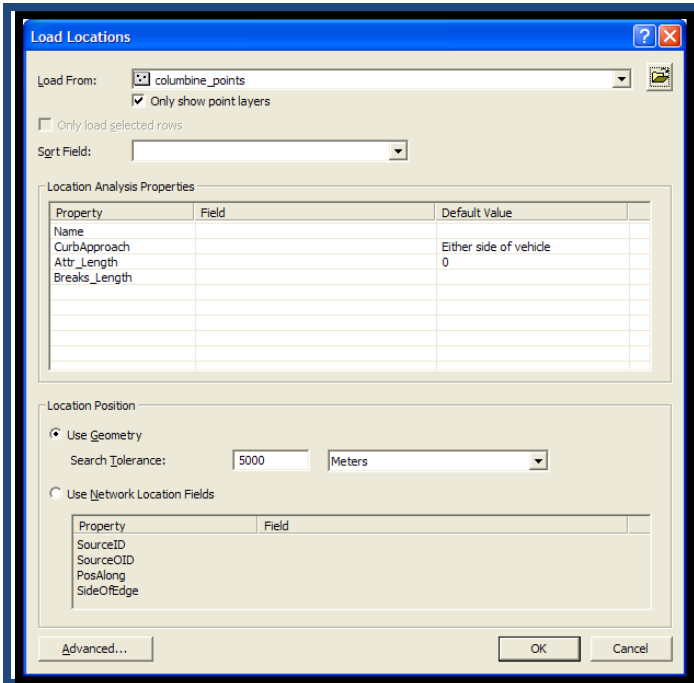 Load Locations
Load From: columbine_points
Only show point layers
Only load selected rows
Sort Field:
Location Analysis Properties
Property Field Default Value
Name
CurbApproach Either side of vehicle
Attr_Length 0
Breaks_Length
Location Position
Use Geometry
Search Tolerance: 5000 Meters
Use Network Location Fields
Property Field
SourceID
SourceOID
PosAlong
SideOfEdge
Advanced... OK Cancel